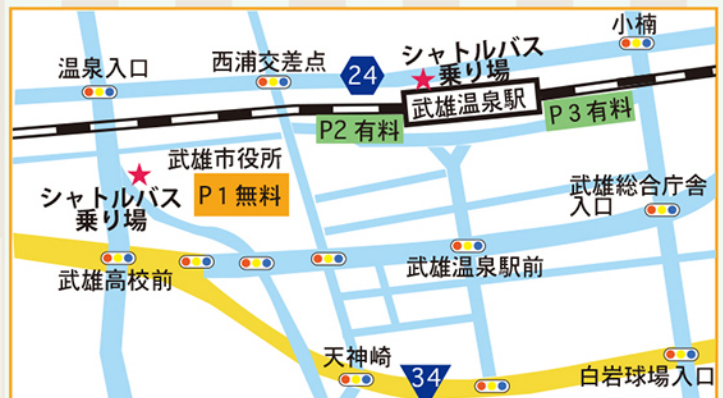 小楠
シャトルバス
乗り場
西浦交差点
24
温泉入口
武雄温泉駅
P3有料
P2 有料
武雄市役所
シャトルバス
乗り場
P1無料
武雄総合庁舎
入口
武雄高校前
武雄温泉駅前
天神崎
34
白岩球場入口